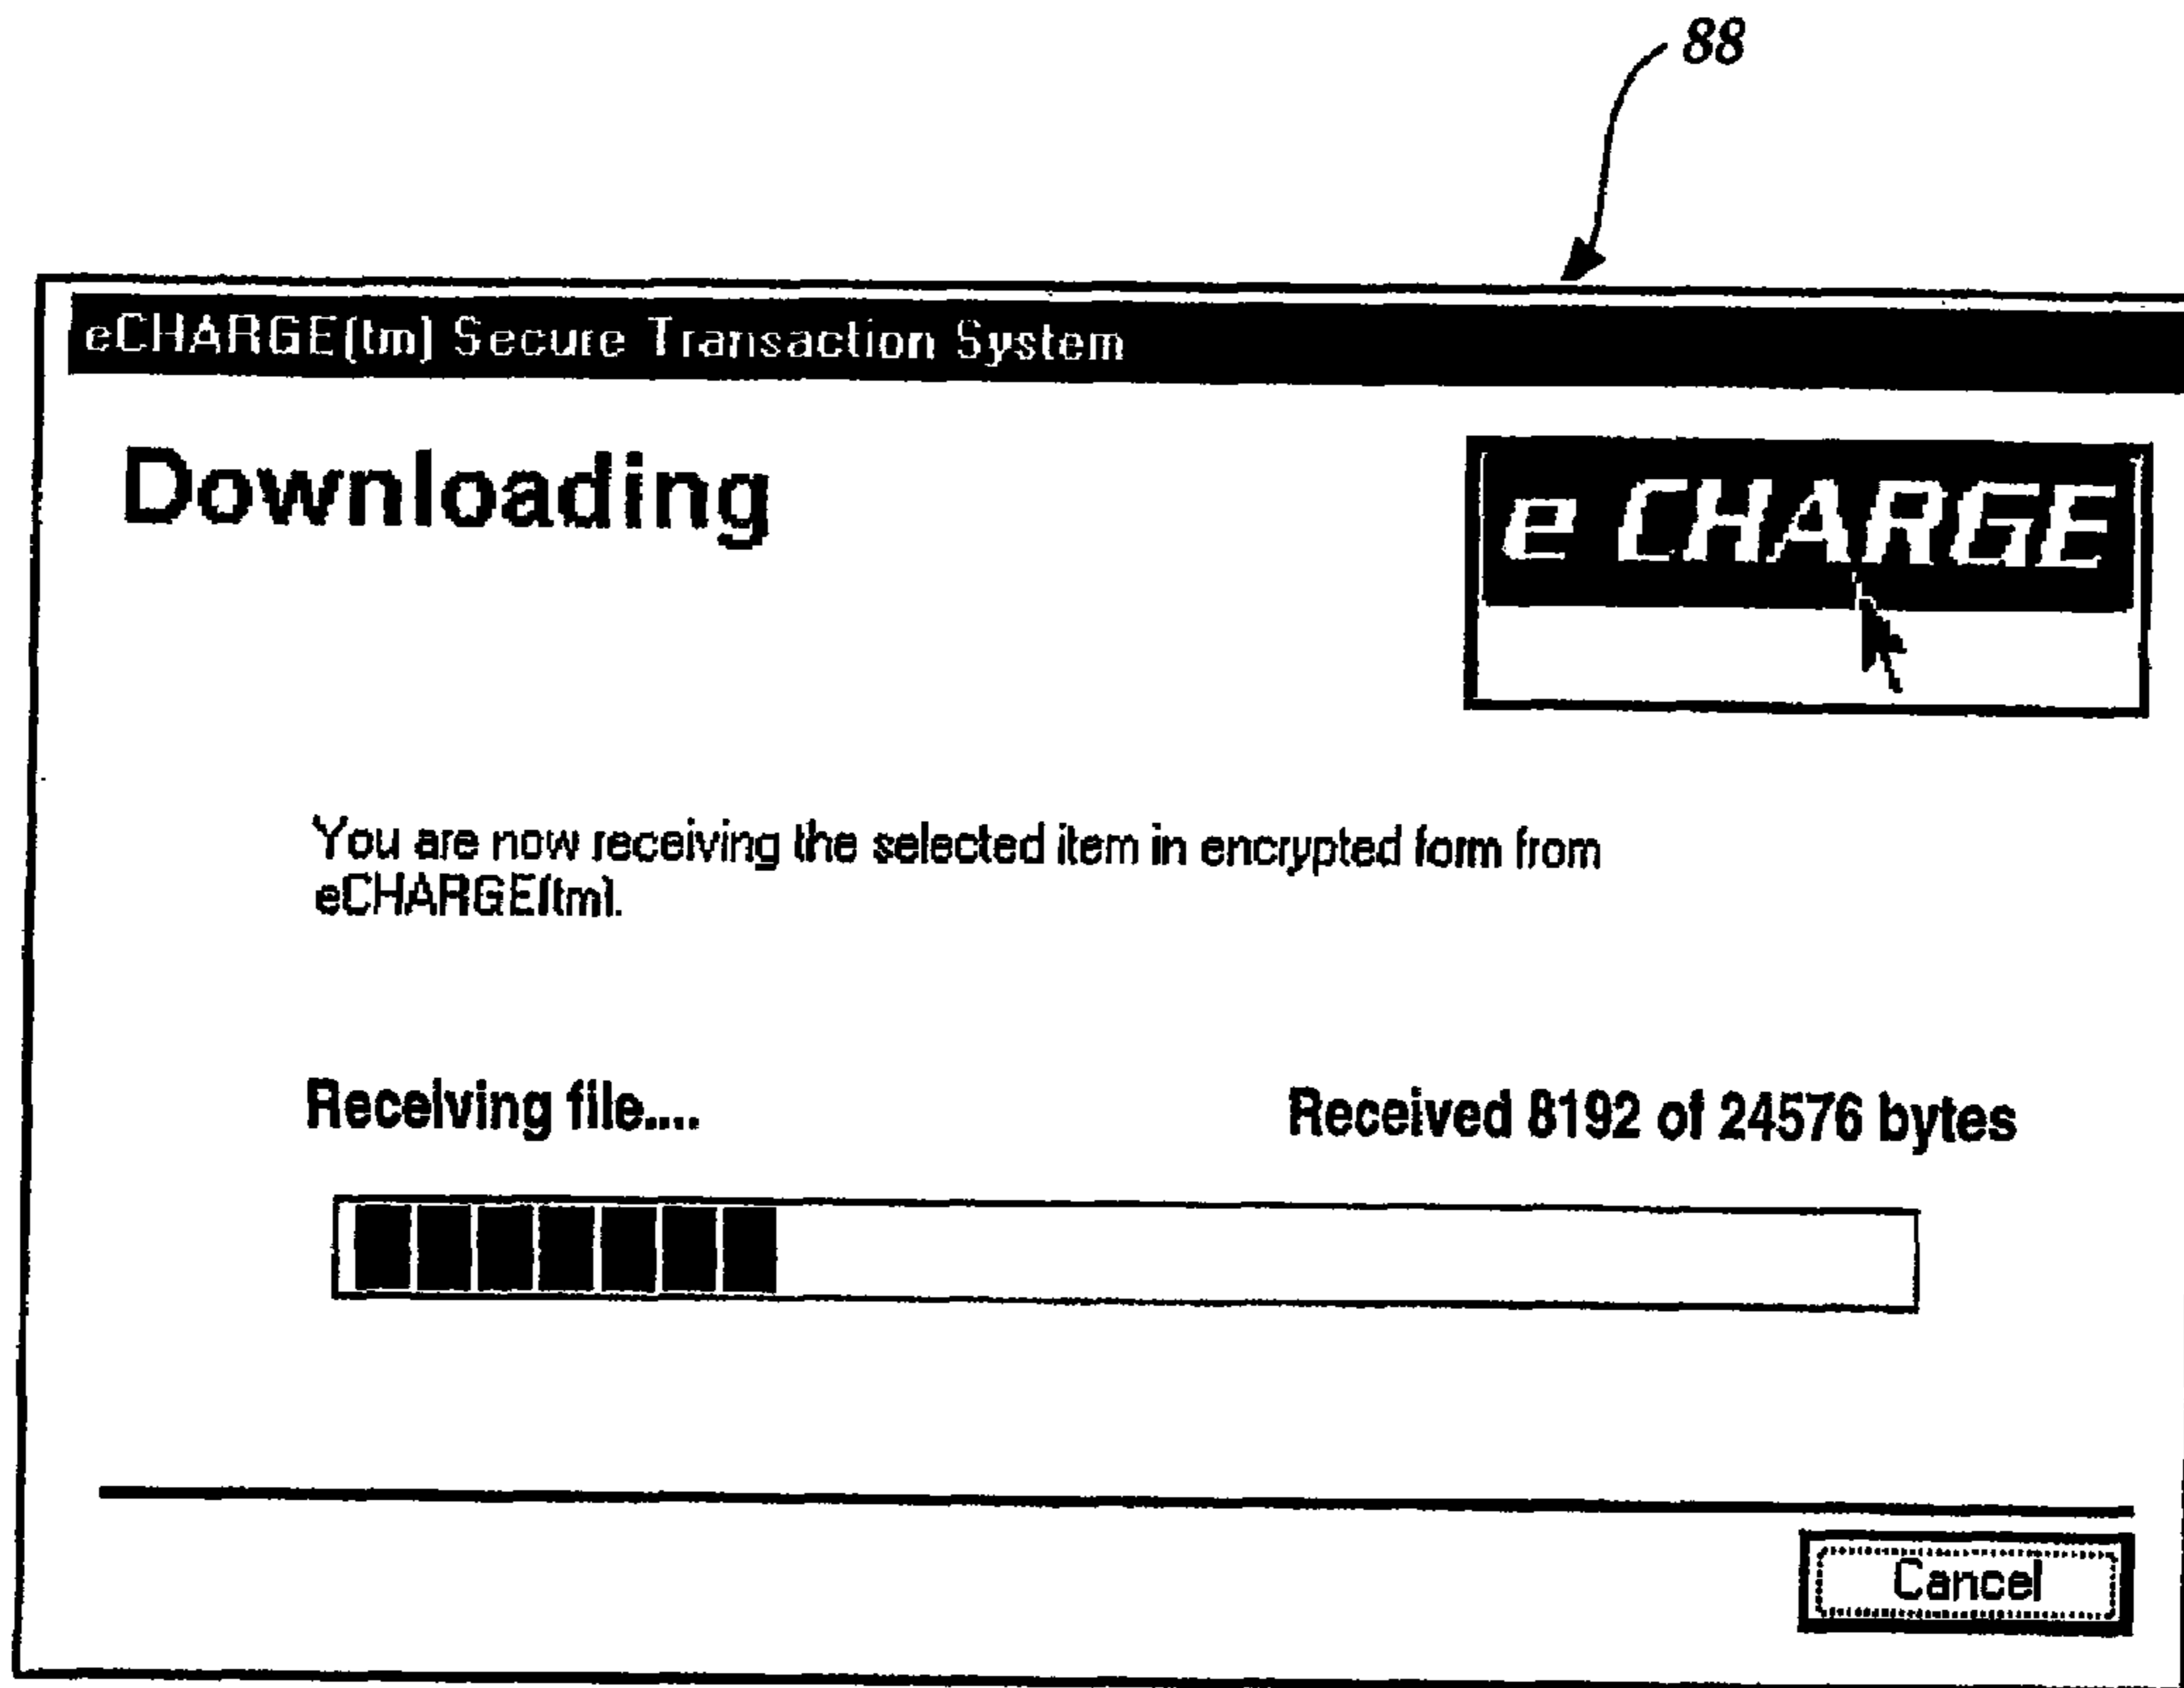 88
eCHARGE(tm) Secure Transaction System
Downloading
e CHARGE
You are now receiving the selected item in encrypted form from
eCHARGE(tm).
Receiving file....
Received 8192 of 24576 bytes
Cancel